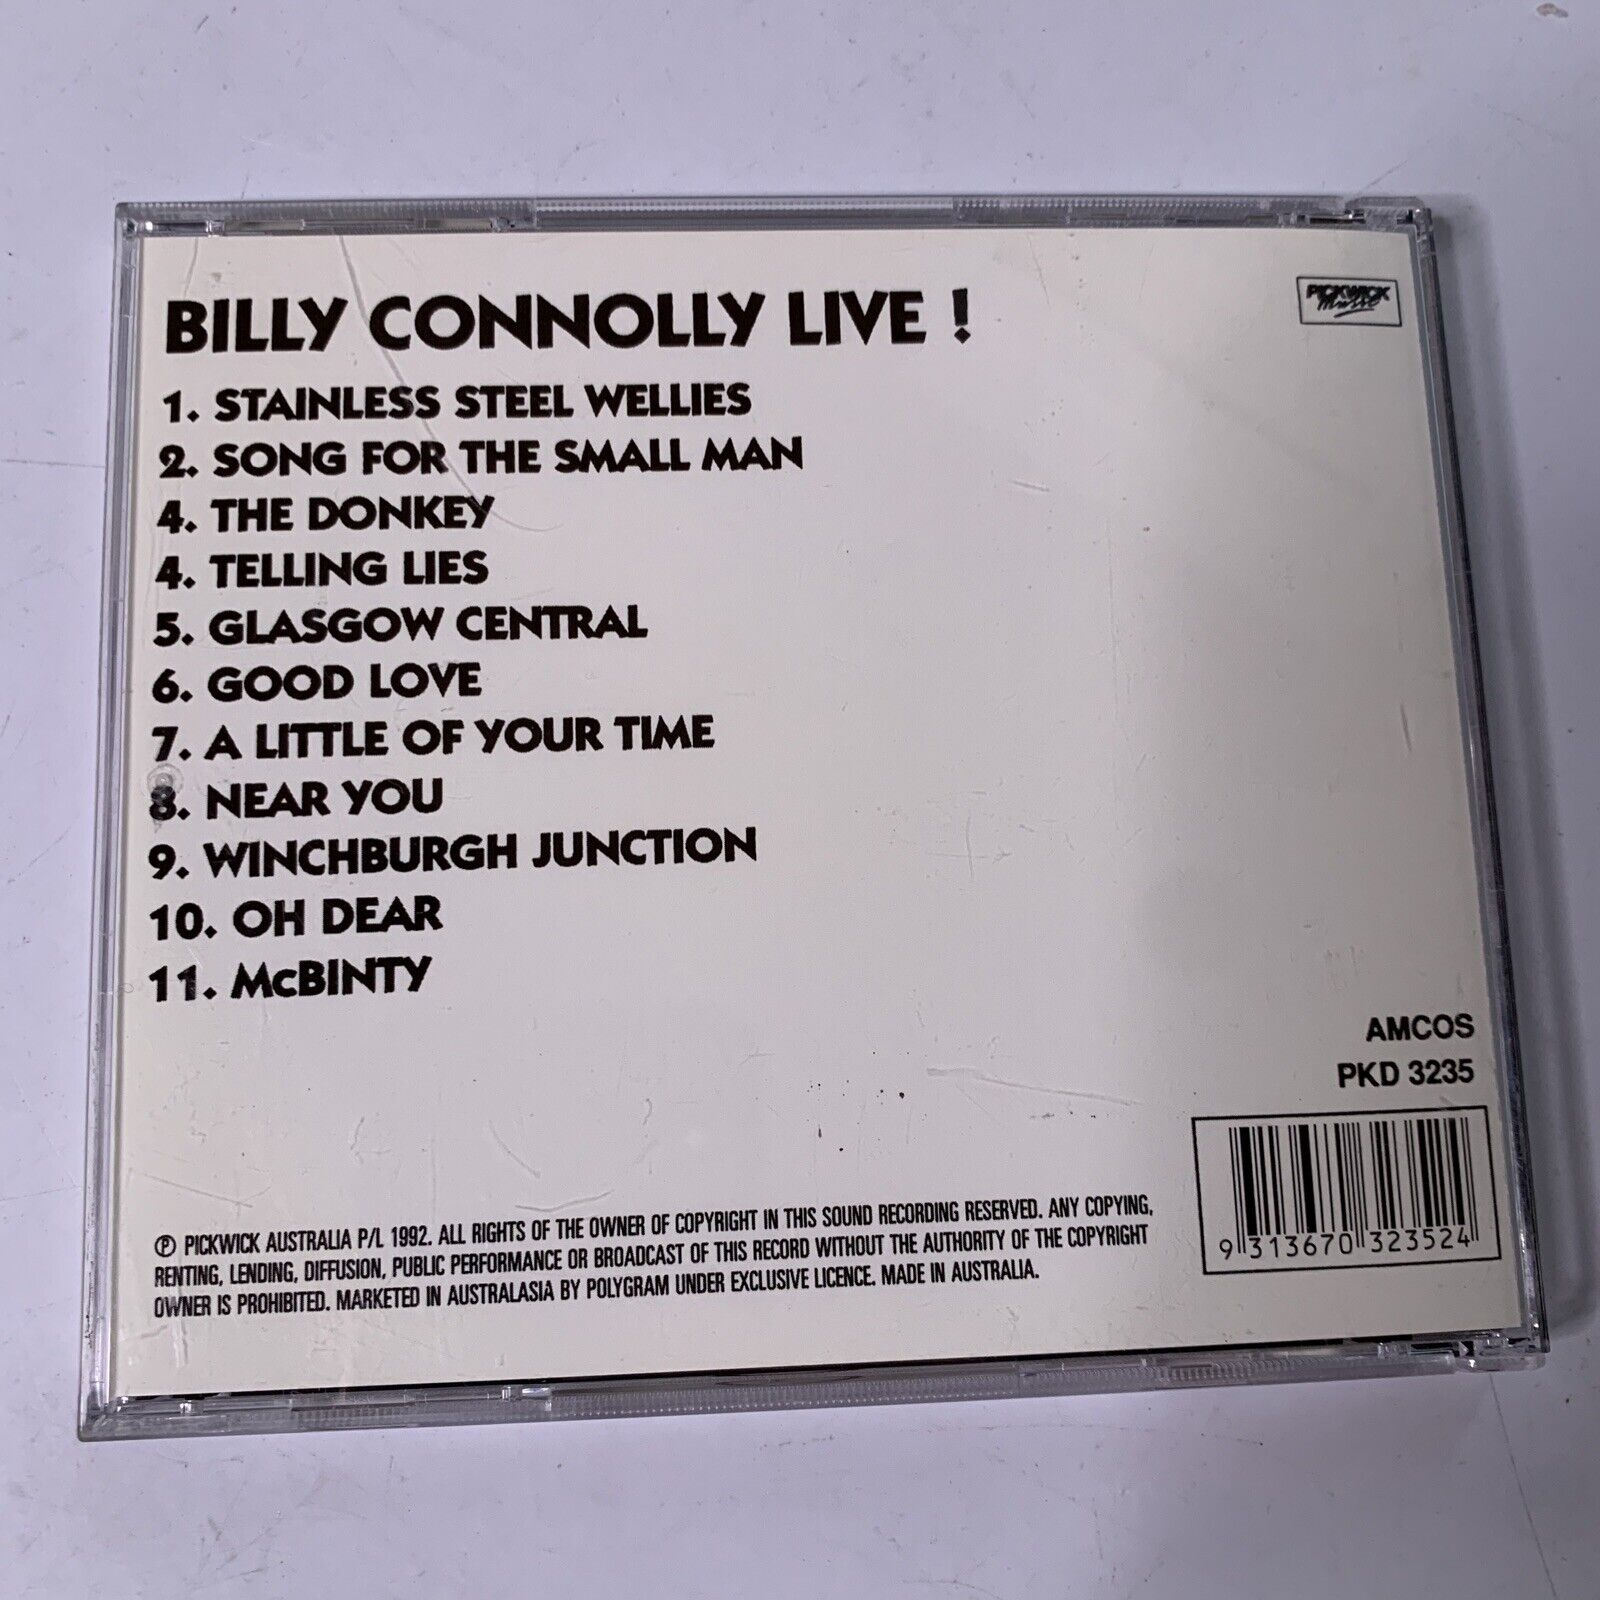 BILLY CONNOLLY LIVE !
PICKWICK
Music
1. STAINLESS STEEL WELLIES
2. SONG FOR THE SMALL MAN
4. THE DONKEY
4. TELLING LIES
5. GLASGOW CENTRAL
6. GOOD LOVE
7. A LITTLE OF YOUR TIME
8. NEAR YOU
9. WINCHBURGH JUNCTION
10. OH DEAR
11. McBINTY
AMCOS
PKD 3235
9 313670 323524
Ⓟ PICKWICK AUSTRALIA P/L 1992. ALL RIGHTS OF THE OWNER OF COPYRIGHT IN THIS SOUND RECORDING RESERVED. ANY COPYING,
RENTING, LENDING, DIFFUSION, PUBLIC PERFORMANCE OR BROADCAST OF THIS RECORD WITHOUT THE AUTHORITY OF THE COPYRIGHT
OWNER IS PROHIBITED. MARKETED IN AUSTRALASIA BY POLYGRAM UNDER EXCLUSIVE LICENCE. MADE IN AUSTRALIA.